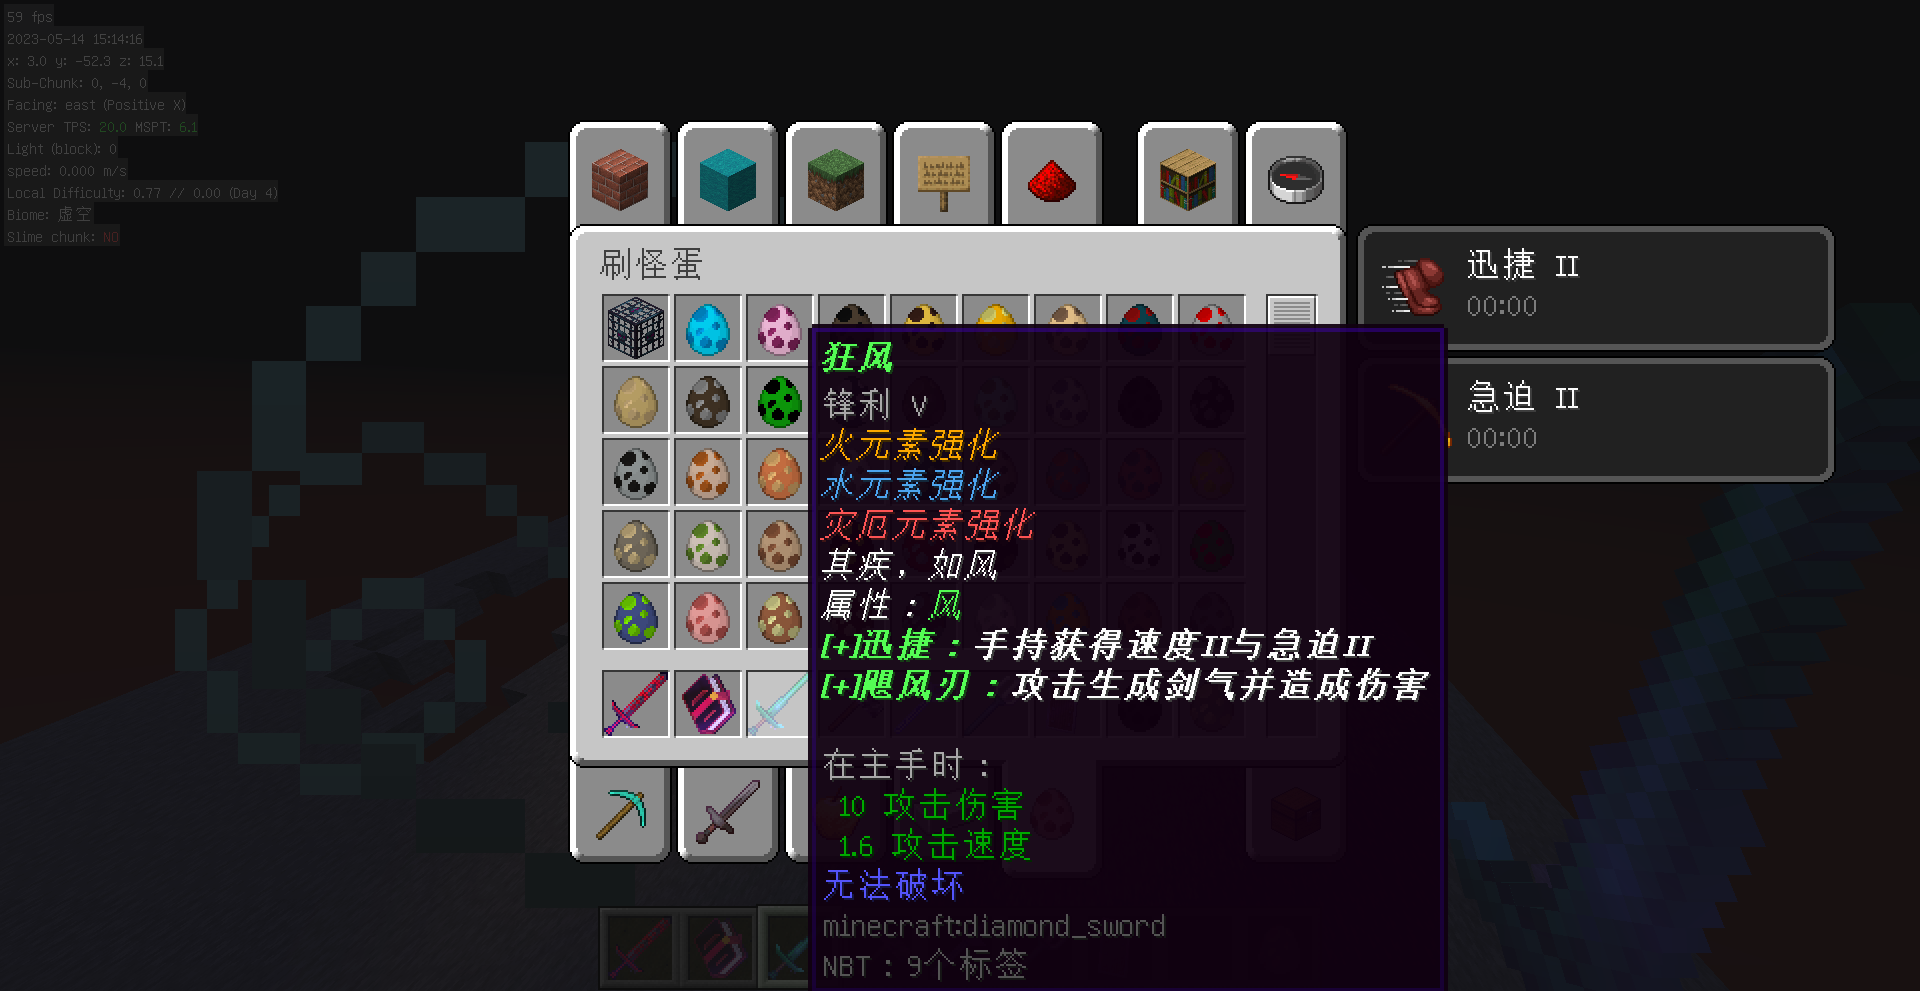 59 fps
2023-05-14 15:14:16
x: 3.0 y: -52.3 z: 15.1
Sub-Chunk: 0, -4, 0
Facing: east (Positive X)
Server TPS: 20.0 MSPT: 6.1
Light (block): 0
speed: 0.000 m/s
Local Difficulty: 0.77 // 0.00 (Day 4)
Biome: 虚空
Slime chunk: NO
刷怪蛋
迅捷 II
00:00
急迫 II
00:00
狂风
锋利 V
火元素强化
水元素强化
灾厄元素强化
其疾，如风
属性：风
[+]迅捷：手持获得速度II与急迫II
[+]飓风刃：攻击生成剑气并造成伤害
在主手时：
10 攻击伤害
1.6 攻击速度
无法破坏
minecraft:diamond_sword
NBT：9个标签